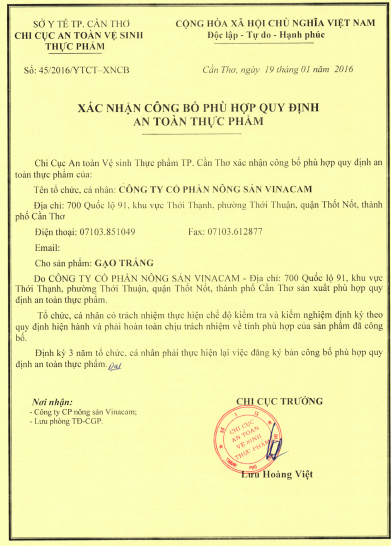 SỞ Y TẾ TP. CẦN THƠ
CHI CỤC AN TOÀN VỆ SINH
THỰC PHẨM
CỘNG HÒA XÃ HỘI CHỦ NGHĨA VIỆT NAM
Độc lập - Tự do - Hạnh phúc
Số: 45/2016/YTCT–XNCB
Cần Thơ, ngày 19 tháng 01 năm 2016
XÁC NHẬN CÔNG BỐ PHÙ HỢP QUY ĐỊNH
AN TOÀN THỰC PHẨM
Chi Cục An toàn Vệ sinh Thực phẩm TP. Cần Thơ xác nhận công bố phù hợp quy định an
toàn thực phẩm của:
Tên tổ chức, cá nhân: CÔNG TY CỔ PHẦN NÔNG SẢN VINACAM
Địa chỉ: 700 Quốc lộ 91, khu vực Thới Thạnh, phường Thới Thuận, quận Thốt Nốt, thành
phố Cần Thơ
Điện thoại: 07103.851049 Fax: 07103.612877
Email:
Cho sản phẩm: GẠO TRẮNG
Do CÔNG TY CỔ PHẦN NÔNG SẢN VINACAM - Địa chỉ: 700 Quốc lộ 91, khu vực
Thới Thạnh, phường Thới Thuận, quận Thốt Nốt, thành phố Cần Thơ sản xuất phù hợp quy
định an toàn thực phẩm.
Tổ chức, cá nhân có trách nhiệm thực hiện chế độ kiểm tra và kiểm nghiệm định kỳ theo
quy định hiện hành và phải hoàn toàn chịu trách nhiệm về tính phù hợp của sản phẩm đã công
bố.
Định kỳ 3 năm tổ chức, cá nhân phải thực hiện lại việc đăng ký bản công bố phù hợp quy
định an toàn thực phẩm.
Nơi nhận:
- Công ty CP nông sản Vinacam;
- Lưu phòng TĐ-CGP.
CHI CỤC TRƯỞNG
CHI CỤC
AN TOÀN
VỆ SINH
THỰC PHẨM
Lưu Hoàng Việt